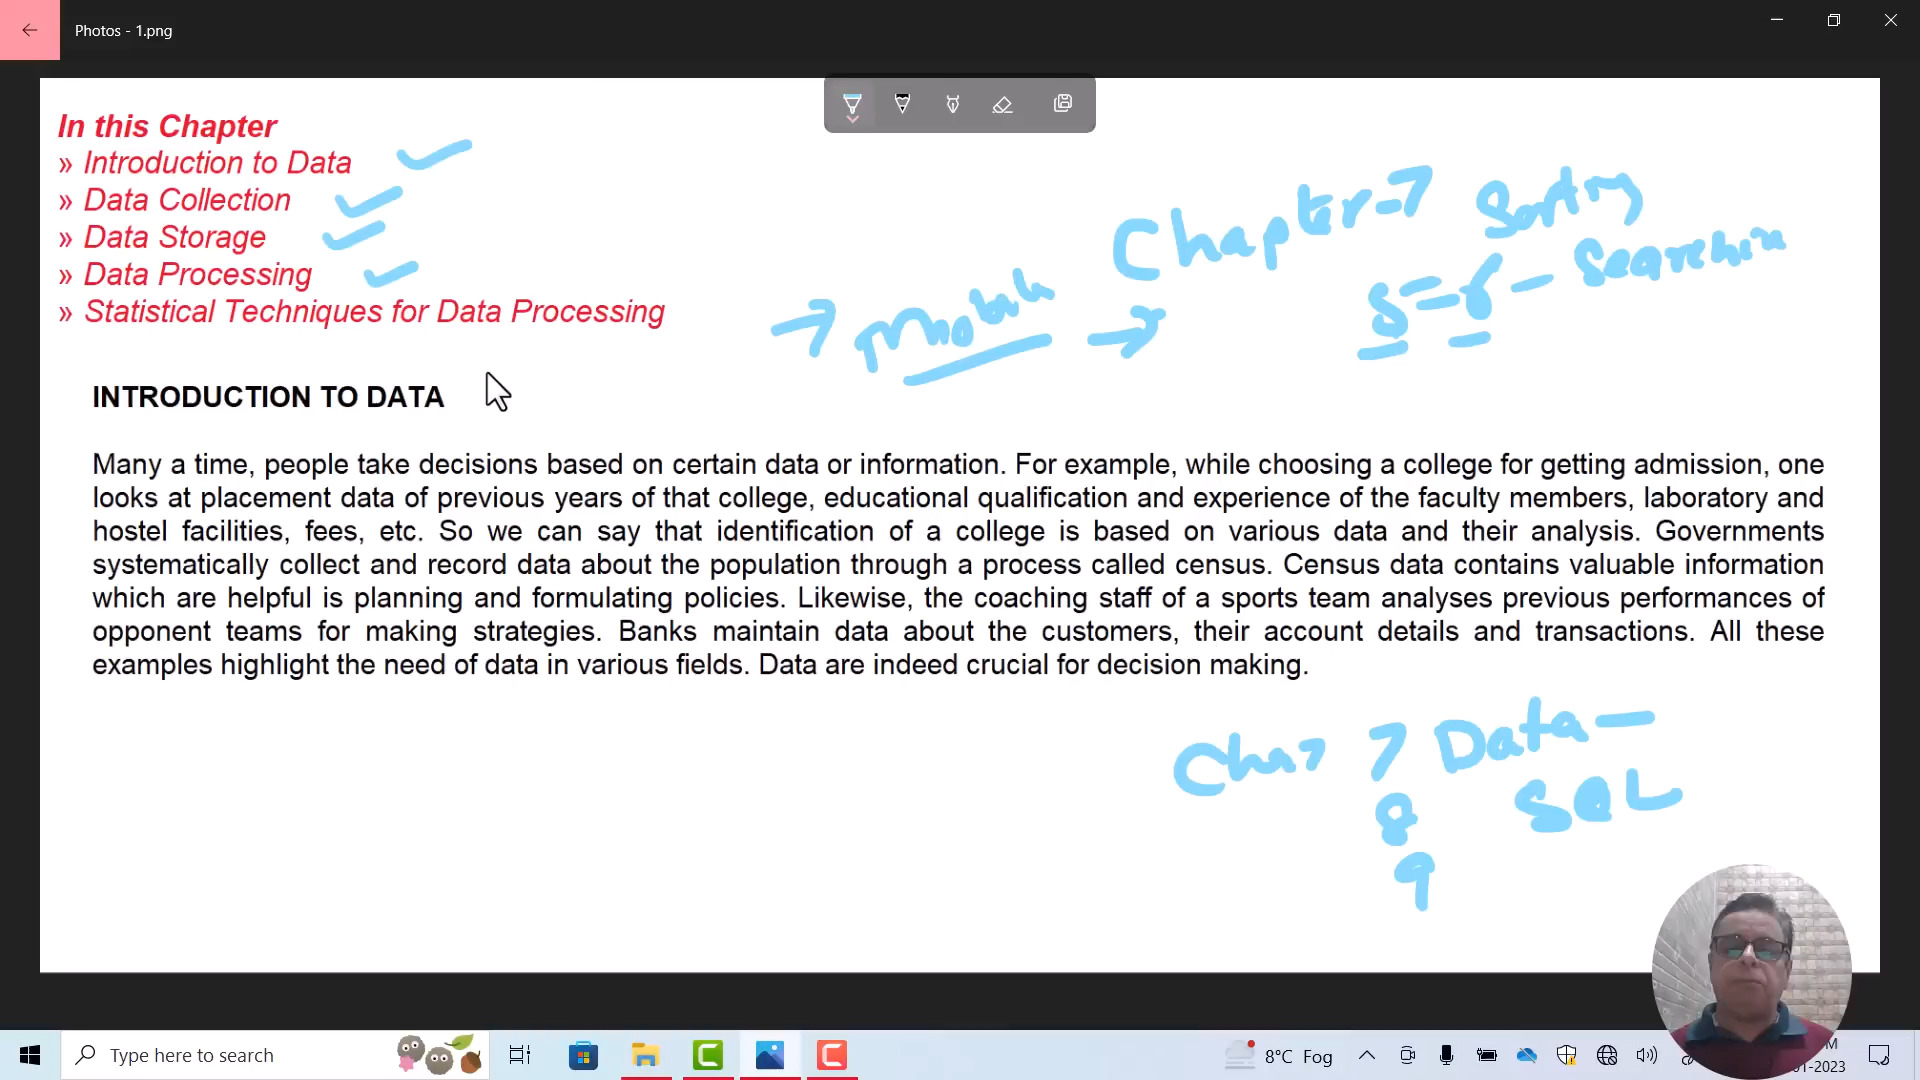 Photos - 1.png
In this Chapter
» Introduction to Data
» Data Collection
» Data Storage
» Data Processing
» Statistical Techniques for Data Processing
Chapter-7 Sorting
5=6-Searching
INTRODUCTION TO DATA
Many a time, people take decisions based on certain data or information. For example, while choosing a college for getting admission, one
looks at placement data of previous years of that college, educational qualification and experience of the faculty members, laboratory and
hostel facilities, fees, etc. So we can say that identification of a college is based on various data and their analysis. Governments
systematically collect and record data about the population through a process called census. Census data contains valuable information
which are helpful is planning and formulating policies. Likewise, the coaching staff of a sports team analyses previous performances of
opponent teams for making strategies. Banks maintain data about the customers, their account details and transactions. All these
examples highlight the need of data in various fields. Data are indeed crucial for decision making.
7 Data-
8 SQL
9
Type here to search
8°C Fog
M
01-2023